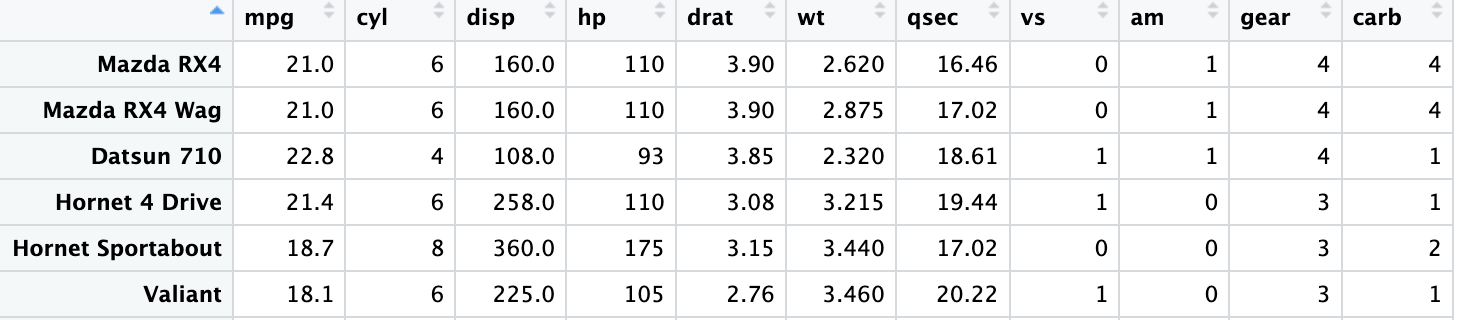 mpg cyl disp hp drat wt qsec vs am gear carb
Mazda RX4 21.0 6 160.0 110 3.90 2.620 16.46 0 1 4 4
Mazda RX4 Wag 21.0 6 160.0 110 3.90 2.875 17.02 0 1 4 4
Datsun 710 22.8 4 108.0 93 3.85 2.320 18.61 1 1 4 1
Hornet 4 Drive 21.4 6 258.0 110 3.08 3.215 19.44 1 0 3 1
Hornet Sportabout 18.7 8 360.0 175 3.15 3.440 17.02 0 0 3 2
Valiant 18.1 6 225.0 105 2.76 3.460 20.22 1 0 3 1